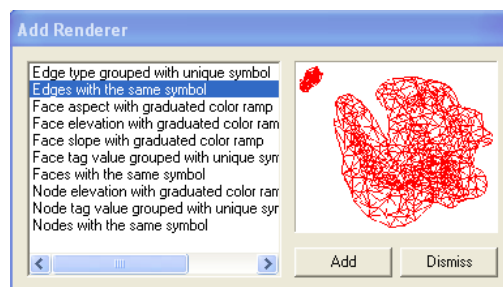 Add Renderer
Edge type grouped with unique symbol
Edges with the same symbol
Face aspect with graduated color ramp
Face elevation with graduated color ram
Face slope with graduated color ramp
Face tag value grouped with unique sym
Faces with the same symbol
Node elevation with graduated color ram
Node tag value grouped with unique syr
Nodes with the same symbol
Add
Dismiss